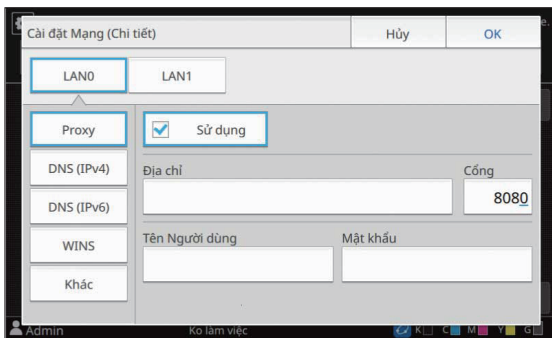 Cài đặt Mạng (Chi tiết)
Hủy
OK
LAN0
LAN1
Proxy
Sử dụng
DNS (IPv4)
Địa chỉ
Cổng
8080
DNS (IPv6)
WINS
Tên Người dùng
Mật khẩu
Khác
Admin
Ko làm việc
K
C
M
Y
G